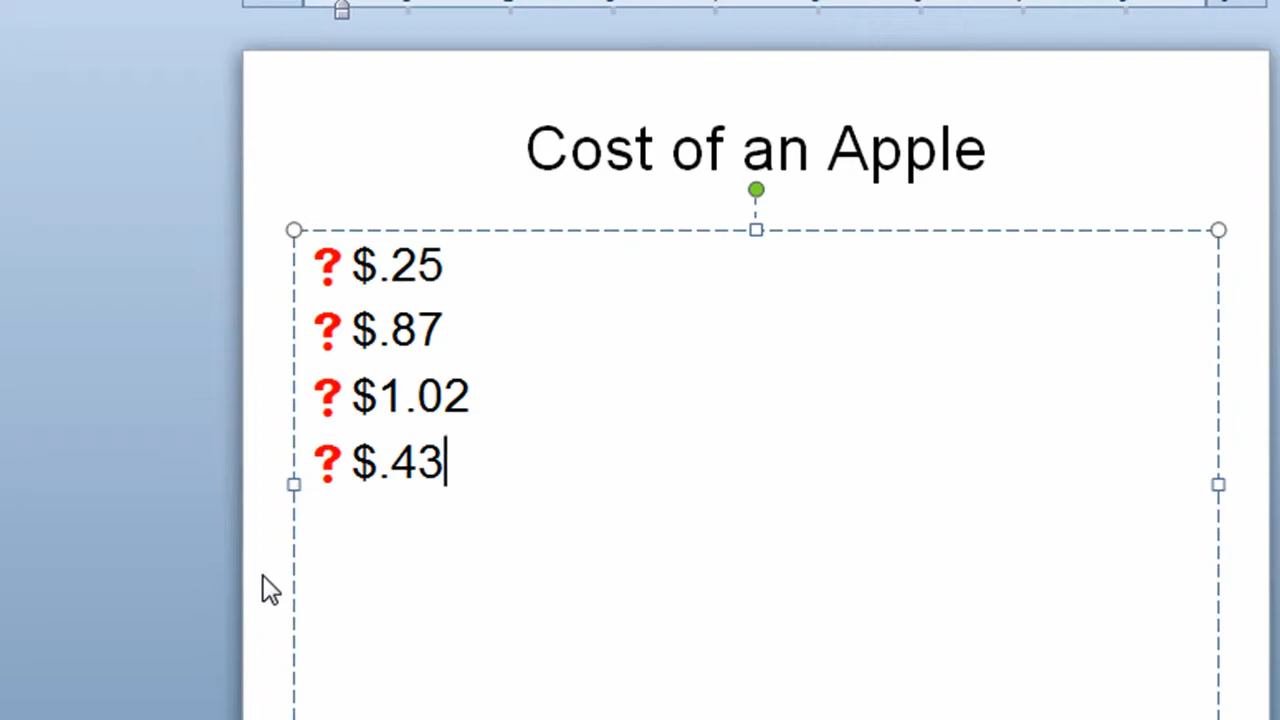 Cost of an Apple
? $.25
? $.87
? $1.02
? $.43